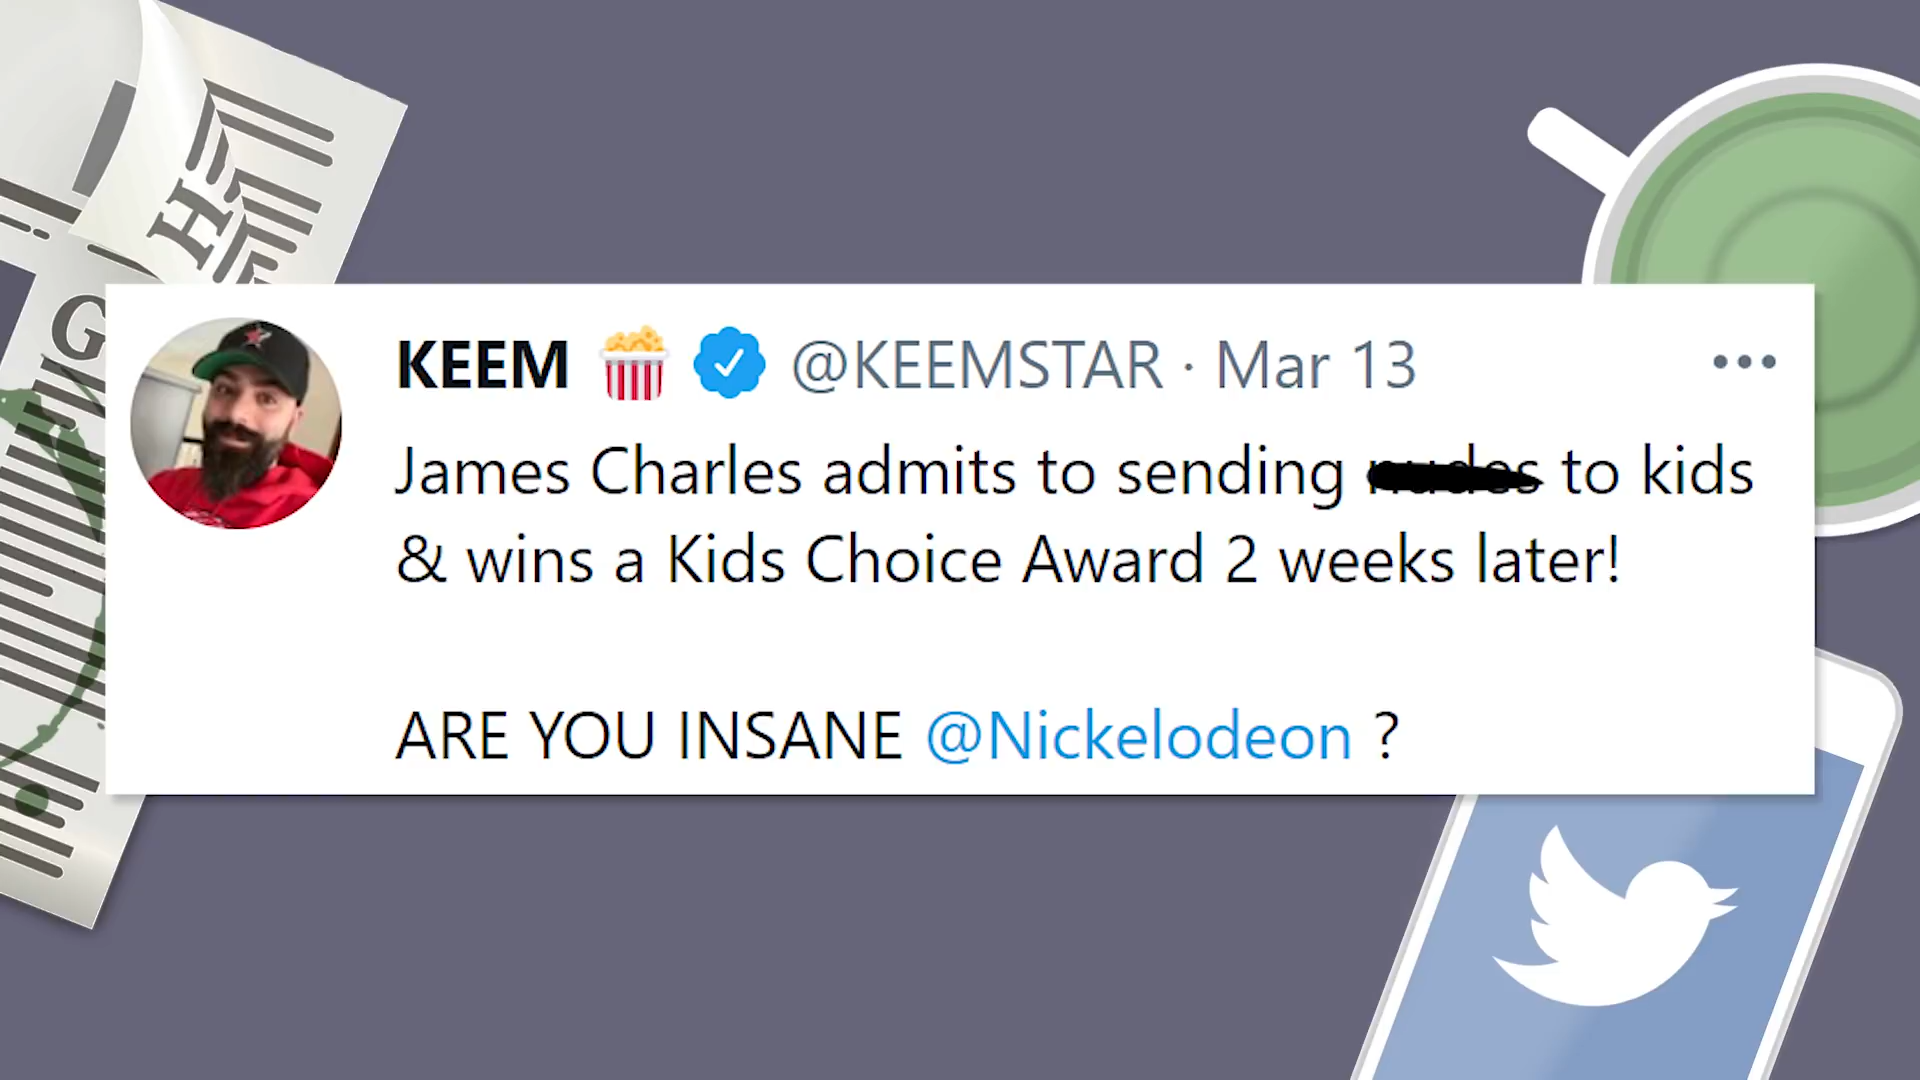 H
G
KEEM 🍿 @KEEMSTAR · Mar 13
James Charles admits to sending nudes to kids
& wins a Kids Choice Award 2 weeks later!
ARE YOU INSANE @Nickelodeon ?